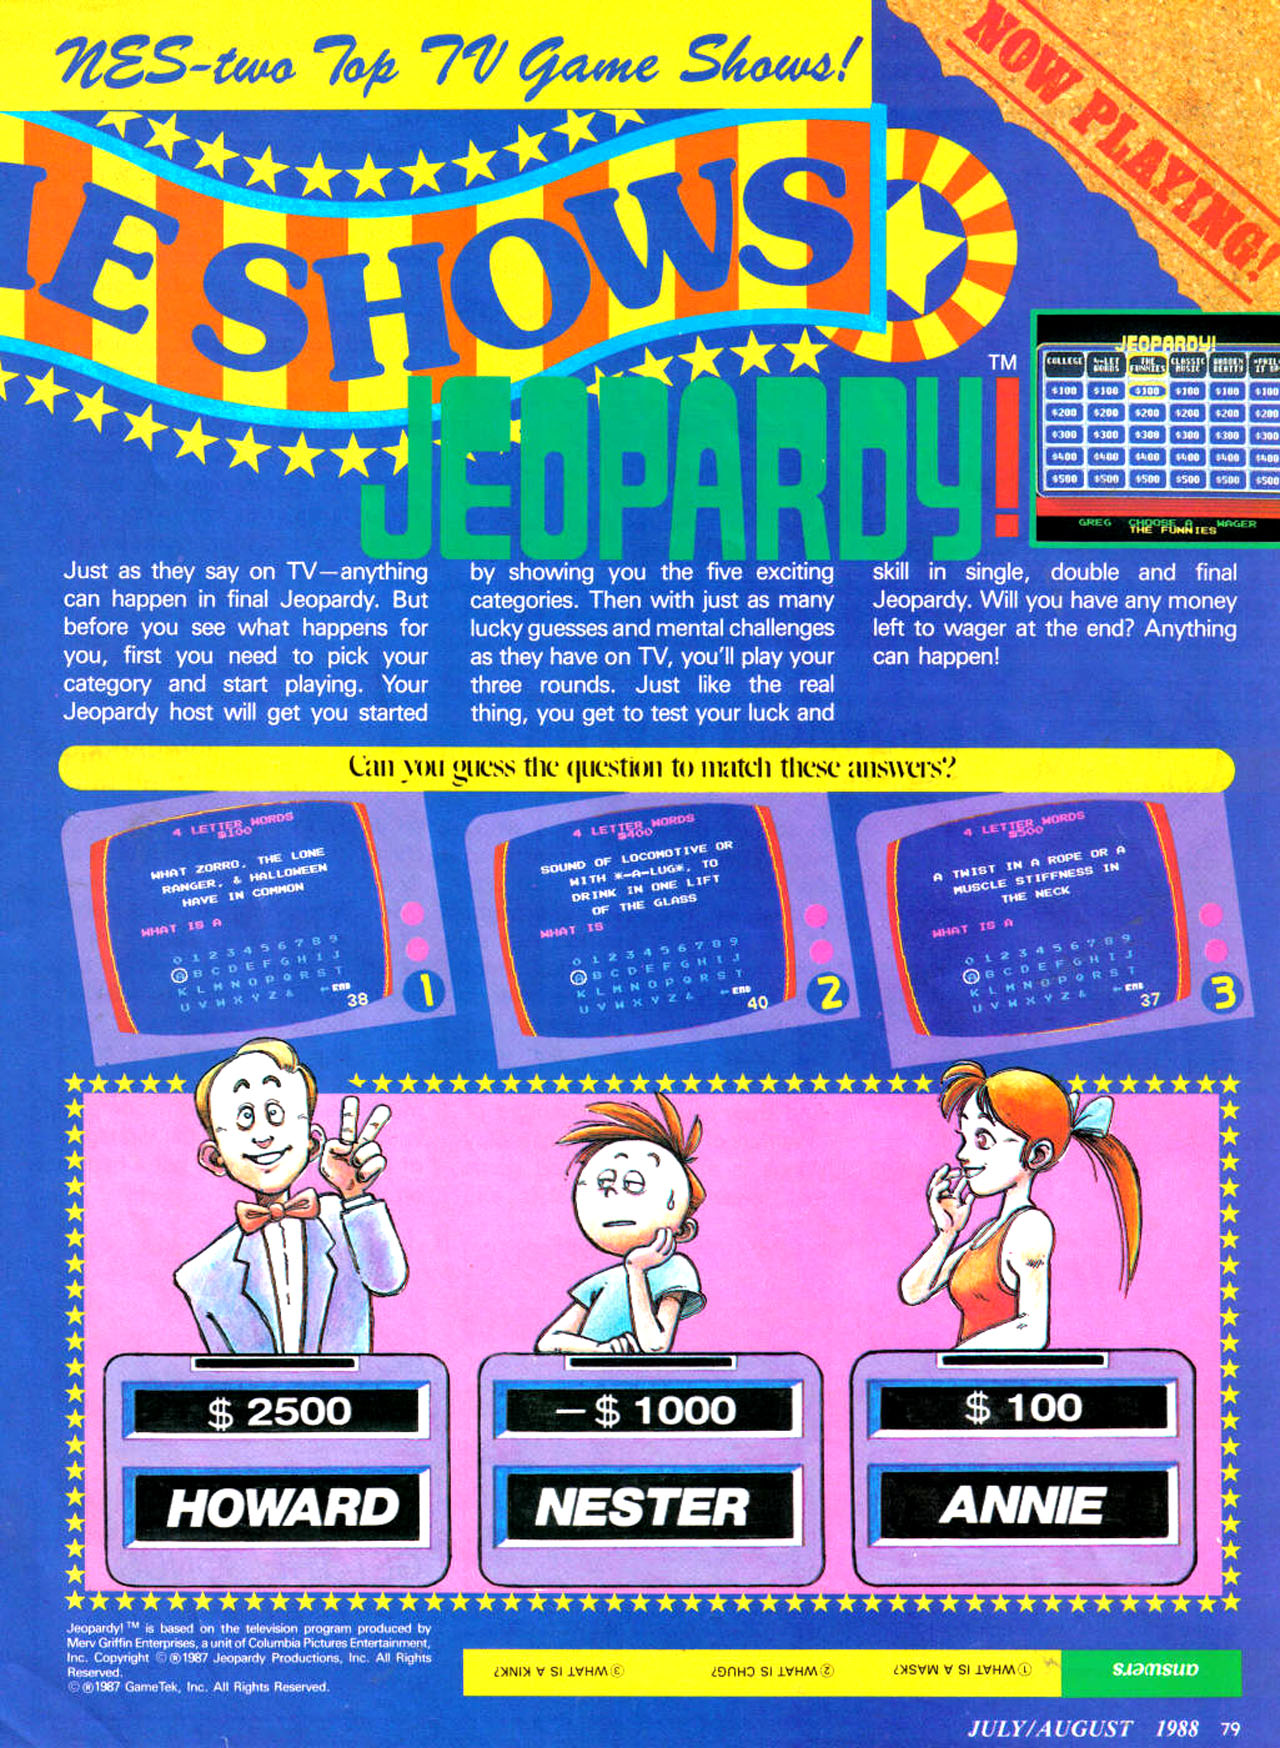 NES-two Top TV Game Shows!
NOW PLAYING!
ME SHOWS
TM
JEOPARDY!
JEOPARDY!
COLLEGE 4-LET WORDS THE FUNNIES CLASSIC MUSIC
$100 $100 $100 $100 $100 $100
$200 $200 $200 $200 $200 $200
$300 $300 $300 $300 $300 $300
$400 $400 $400 $400 $400 $400
$500 $500 $500 $500 $500 $500
GREG CHOOSE A WAGER
THE FUNNIES
Just as they say on TV—anything
can happen in final Jeopardy. But
before you see what happens for
you, first you need to pick your
category and start playing. Your
Jeopardy host will get you started
by showing you the five exciting
categories. Then with just as many
lucky guesses and mental challenges
as they have on TV, you'll play your
three rounds. Just like the real
thing, you get to test your luck and
skill in single, double and final
Jeopardy. Will you have any money
left to wager at the end? Anything
can happen!
Can you guess the question to match these answers?
4 LETTER WORDS
$100
WHAT ZORRO, THE LONE
RANGER, & HALLOWEEN
HAVE IN COMMON
WHAT IS A
0 1 2 3 4 5 6 7 8 9
A B C D E F G H I J
K L M N O P Q R S T
U V W X Y Z & ←END
38
1
4 LETTER WORDS
$400
SOUND OF LOCOMOTIVE OR
WITH *-A-LUG*, TO
DRINK IN ONE LIFT
OF THE GLASS
WHAT IS
0 1 2 3 4 5 6 7 8 9
A B C D E F G H I J
K L M N O P Q R S T
U V W X Y Z & ←END
40
2
4 LETTER WORDS
$500
A TWIST IN A ROPE OR A
MUSCLE STIFFNESS IN
THE NECK
WHAT IS A
0 1 2 3 4 5 6 7 8 9
A B C D E F G H I J
K L M N O P Q R S T
U V W X Y Z & ←END
37
3
$ 2500
HOWARD
–$ 1000
NESTER
$ 100
ANNIE
Jeopardy!™ is based on the television program produced by
Merv Griffin Enterprises, a unit of Columbia Pictures Entertainment,
Inc. Copyright ©®1987 Jeopardy Productions, Inc. All Rights
Reserved.
©®1987 GameTek, Inc. All Rights Reserved.
answers
① WHAT IS A MASK? ② WHAT IS CHUG? ③ WHAT IS A KINK?
JULY/AUGUST 1988 79